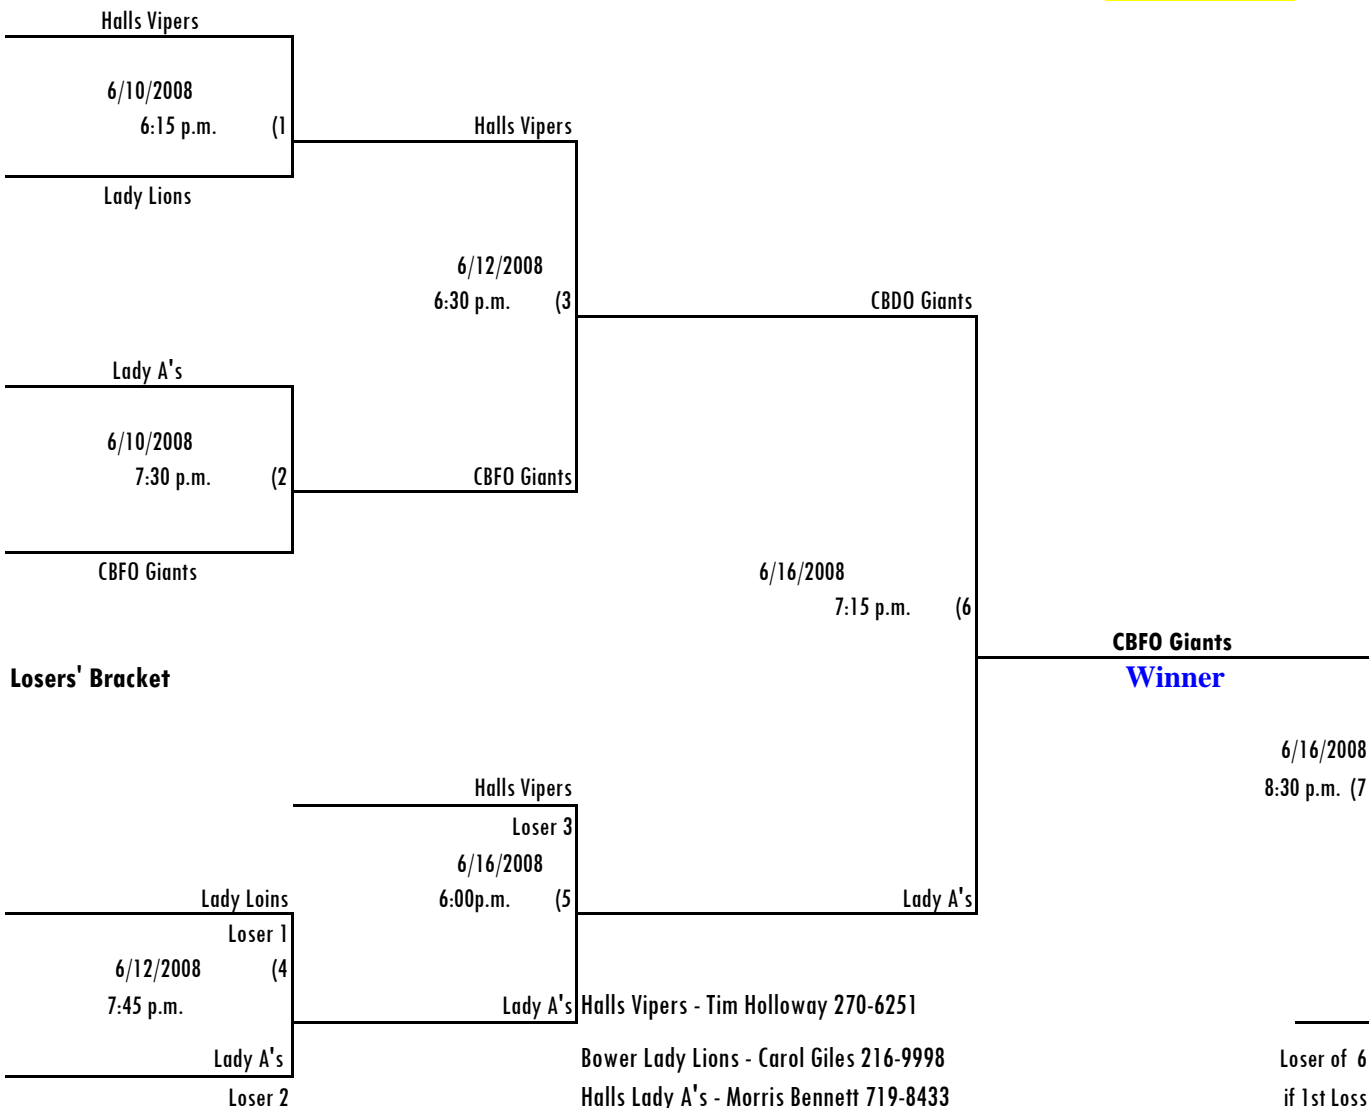 Halls Vipers
6/10/2008
6:15 p.m. (1
Halls Vipers
Lady Lions
6/12/2008
6:30 p.m. (3
CBDO Giants
Lady A's
6/10/2008
7:30 p.m. (2
CBFO Giants
CBFO Giants
6/16/2008
7:15 p.m. (6
CBFO Giants
Winner
Losers' Bracket
6/16/2008
8:30 p.m. (7
Halls Vipers
Loser 3
6/16/2008
6:00p.m. (5
Lady Loins
Loser 1
Lady A's
6/12/2008 (4
7:45 p.m.
Lady A's
Halls Vipers - Tim Holloway 270-6251
Lady A's
Bower Lady Lions - Carol Giles 216-9998
Loser of 6
Loser 2
Halls Lady A's - Morris Bennett 719-8433
if 1st Loss